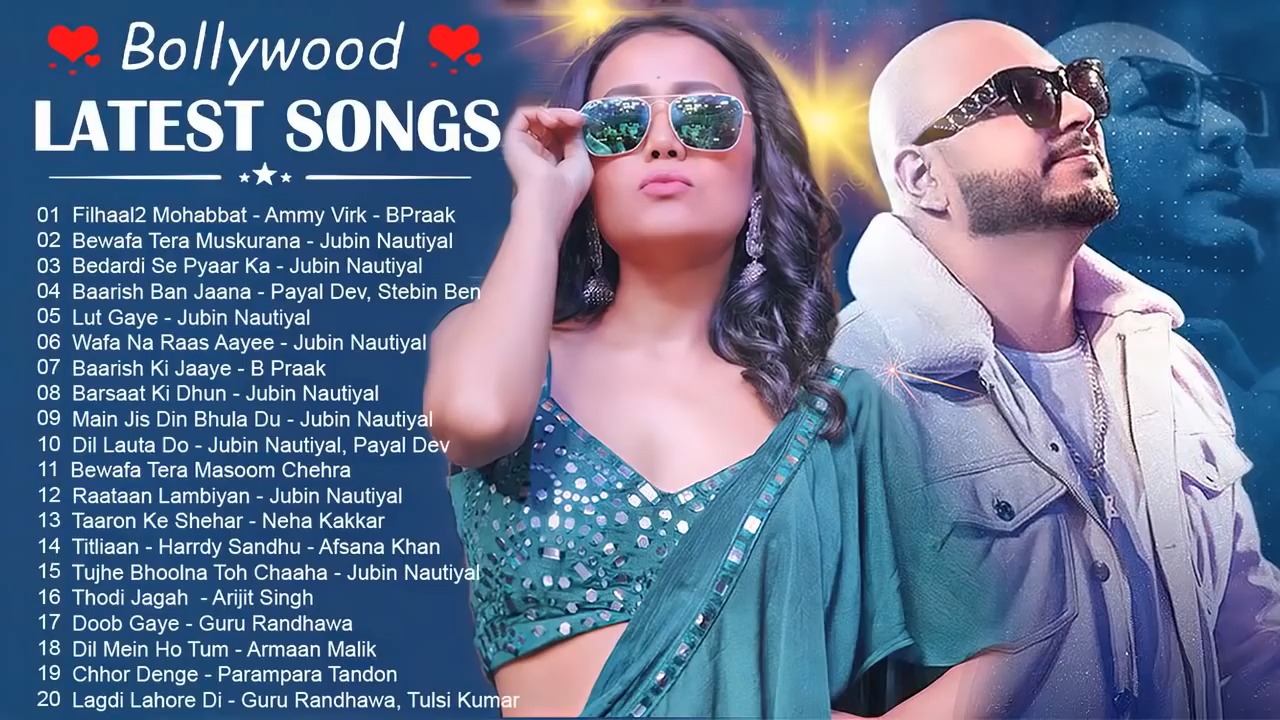 Bollywood
LATEST SONGS
01 Filhaal2 Mohabbat - Ammy Virk - BPraak
02 Bewafa Tera Muskurana - Jubin Nautiyal
03 Bedardi Se Pyaar Ka - Jubin Nautiyal
04 Baarish Ban Jaana - Payal Dev, Stebin Ben
05 Lut Gaye - Jubin Nautiyal
06 Wafa Na Raas Aayee - Jubin Nautiyal
07 Baarish Ki Jaaye - B Praak
08 Barsaat Ki Dhun - Jubin Nautiyal
09 Main Jis Din Bhula Du - Jubin Nautiyal
10 Dil Lauta Do - Jubin Nautiyal, Payal Dev
11 Bewafa Tera Masoom Chehra
12 Raataan Lambiyan - Jubin Nautiyal
13 Taaron Ke Shehar - Neha Kakkar
14 Titliaan - Harrdy Sandhu - Afsana Khan
15 Tujhe Bhoolna Toh Chaaha - Jubin Nautiyal
16 Thodi Jagah - Arijit Singh
17 Doob Gaye - Guru Randhawa
18 Dil Mein Ho Tum - Armaan Malik
19 Chhor Denge - Parampara Tandon
20 Lagdi Lahore Di - Guru Randhawa, Tulsi Kumar